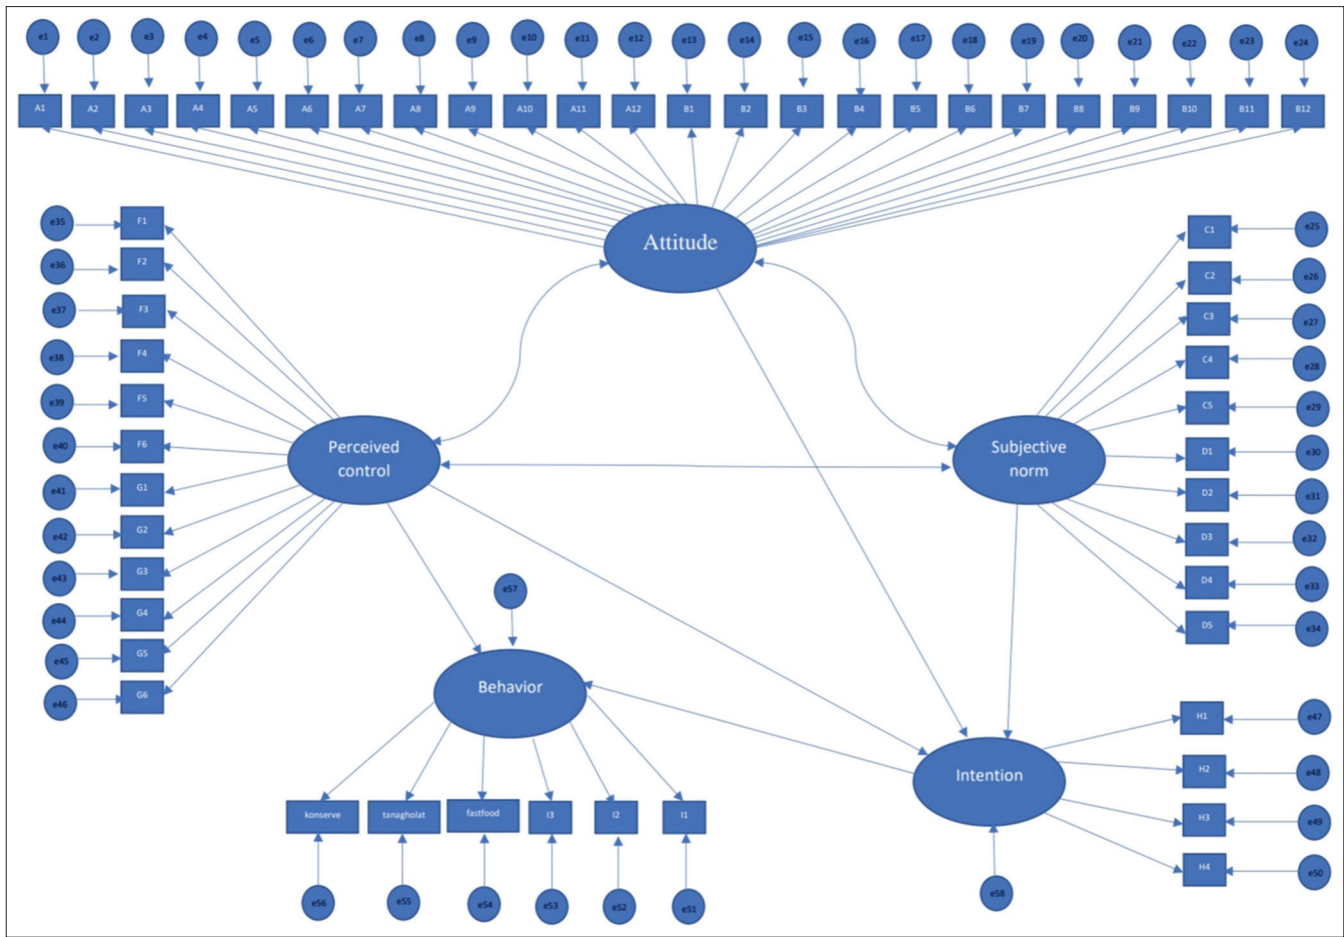 e1 e2 e3 e4 e5 e6 e7 e8 e9 e10 e11 e12 e13 e14 e15 e16 e17 e18 e19 e20 e21 e22 e23 e24
A1 A2 A3 A4 A5 A6 A7 A8 A9 A10 A11 A12 B1 B2 B3 B4 B5 B6 B7 B8 B9 B10 B11 B12
Attitude
e35 F1
e36 F2
e37 F3
e38 F4
e39 F5
e40 F6
e41 G1
e42 G2
e43 G3
e44 G4
e45 G5
e46 G6
Perceived
control
Subjective
norm
C1 e25
C2 e26
C3 e27
C4 e28
C5 e29
D1 e30
D2 e31
D3 e32
D4 e33
D5 e34
e57
Behavior
konserve tanagholat fastfood I3 I2 I1
e56 e55 e54 e53 e52 e51
Intention
H1 e47
H2 e48
H3 e49
H4 e50
e58